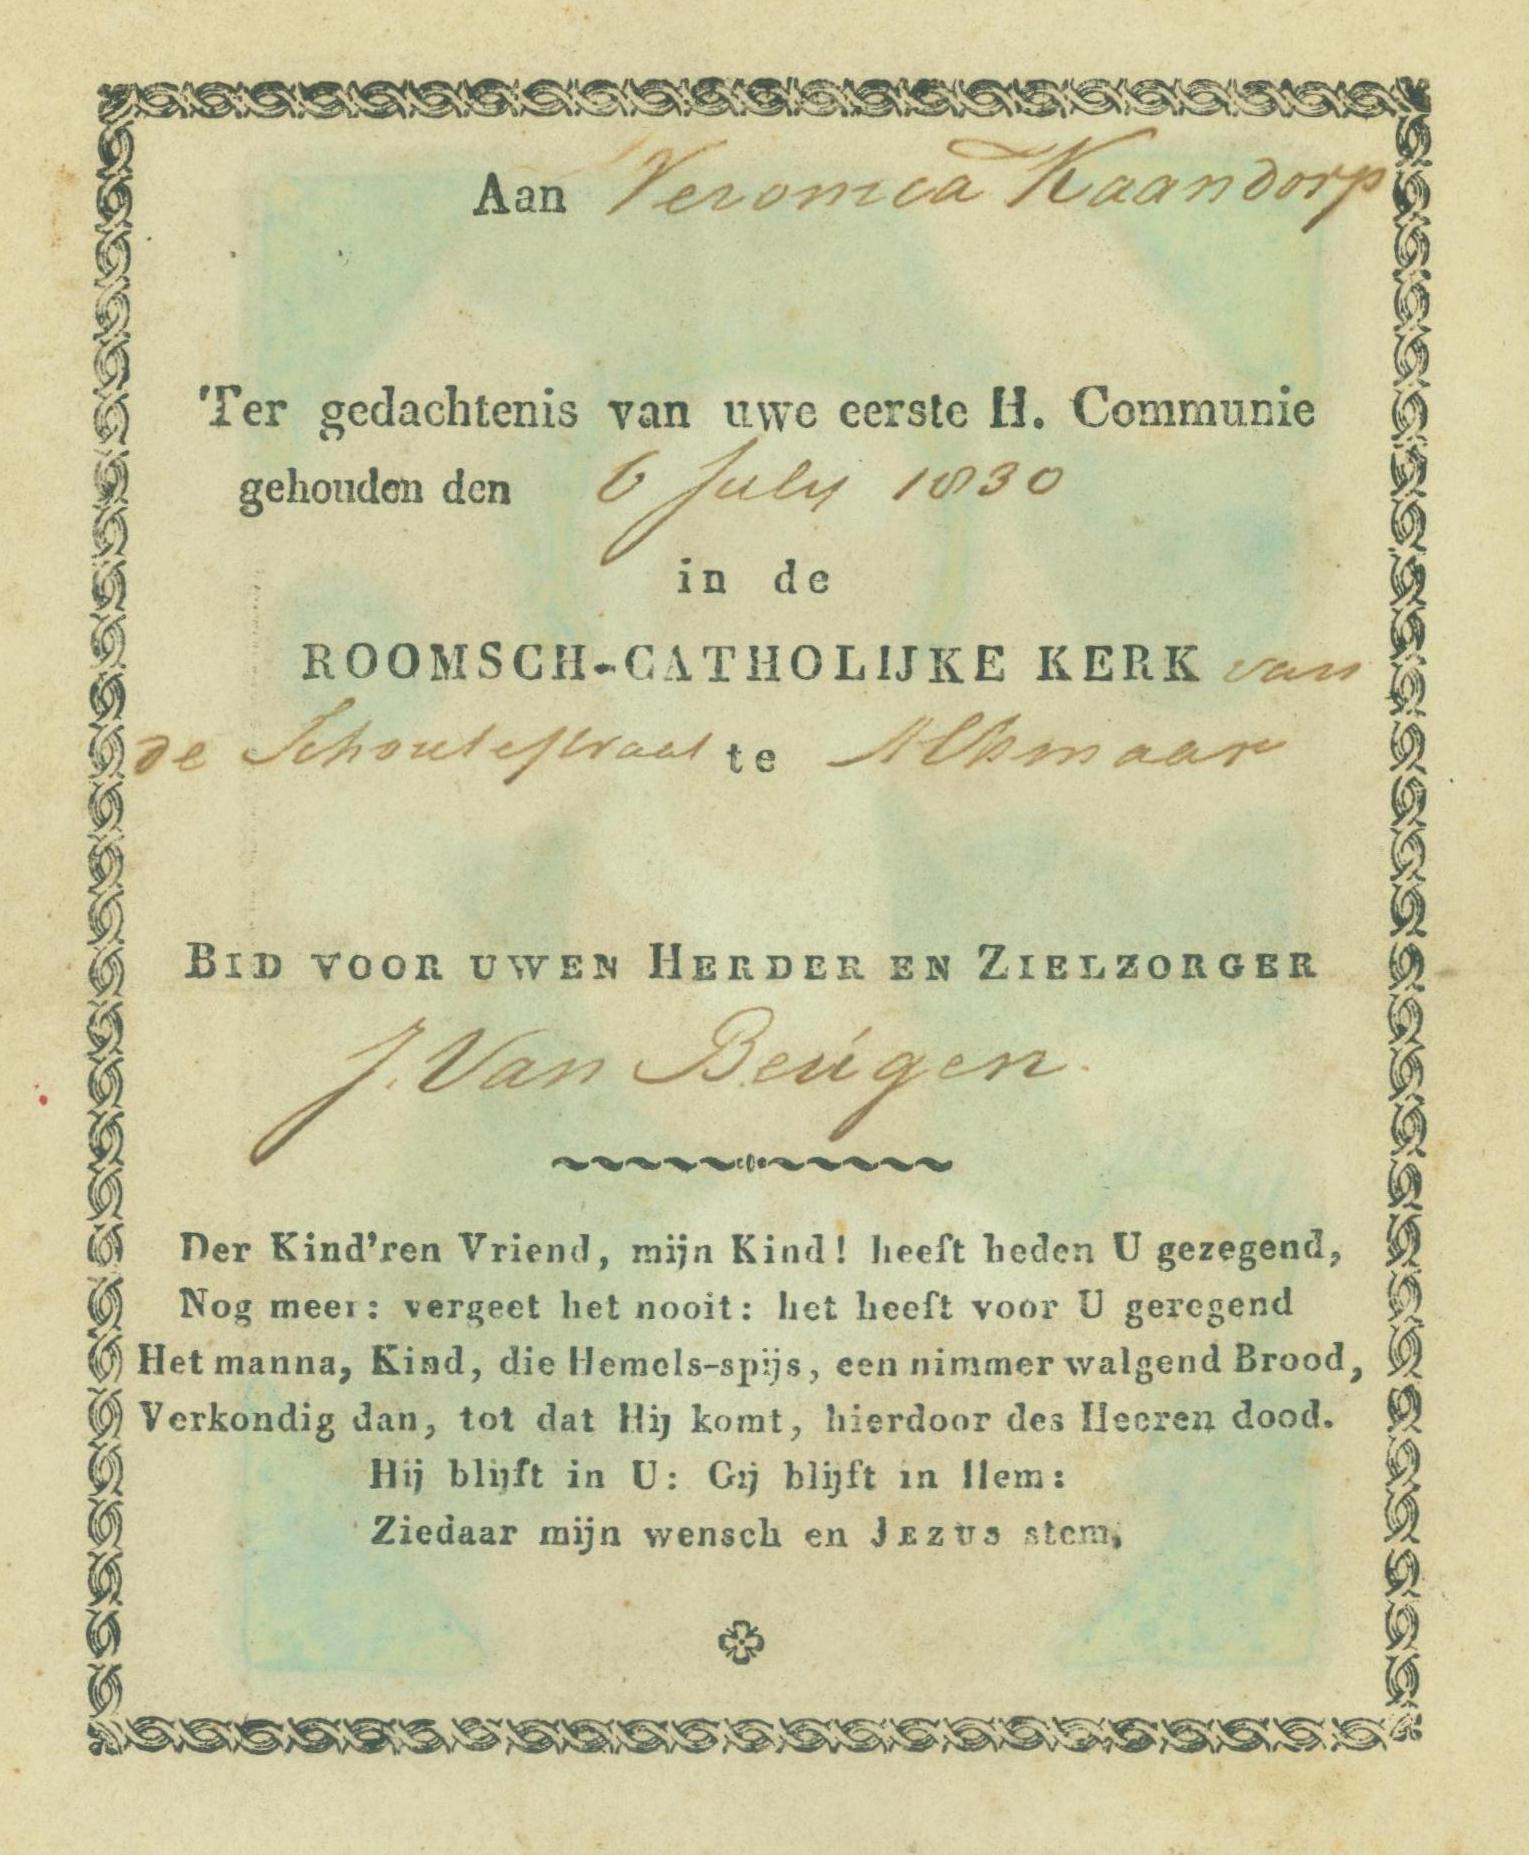 Aan Veronica Kaandorp
Ter gedachtenis van uwe eerste H. Communie
gehouden den 6 July 1830
in de
ROOMSCH-CATHOLIJKE KERK van
de Schoutestraat te Alkmaar
BID VOOR UWEN HERDER EN ZIELZORGER
J. Van Beúgen.
Der Kind'ren Vriend, mijn Kind! heeft heden U gezegend,
Nog meer: vergeet het nooit: het heeft voor U geregend
Het manna, Kind, die Hemels-spijs, een nimmer walgend Brood,
Verkondig dan, tot dat Hij komt, hierdoor des Heeren dood.
Hij blijft in U: Gij blijft in Hem:
Ziedaar mijn wensch en JEZUS stem,